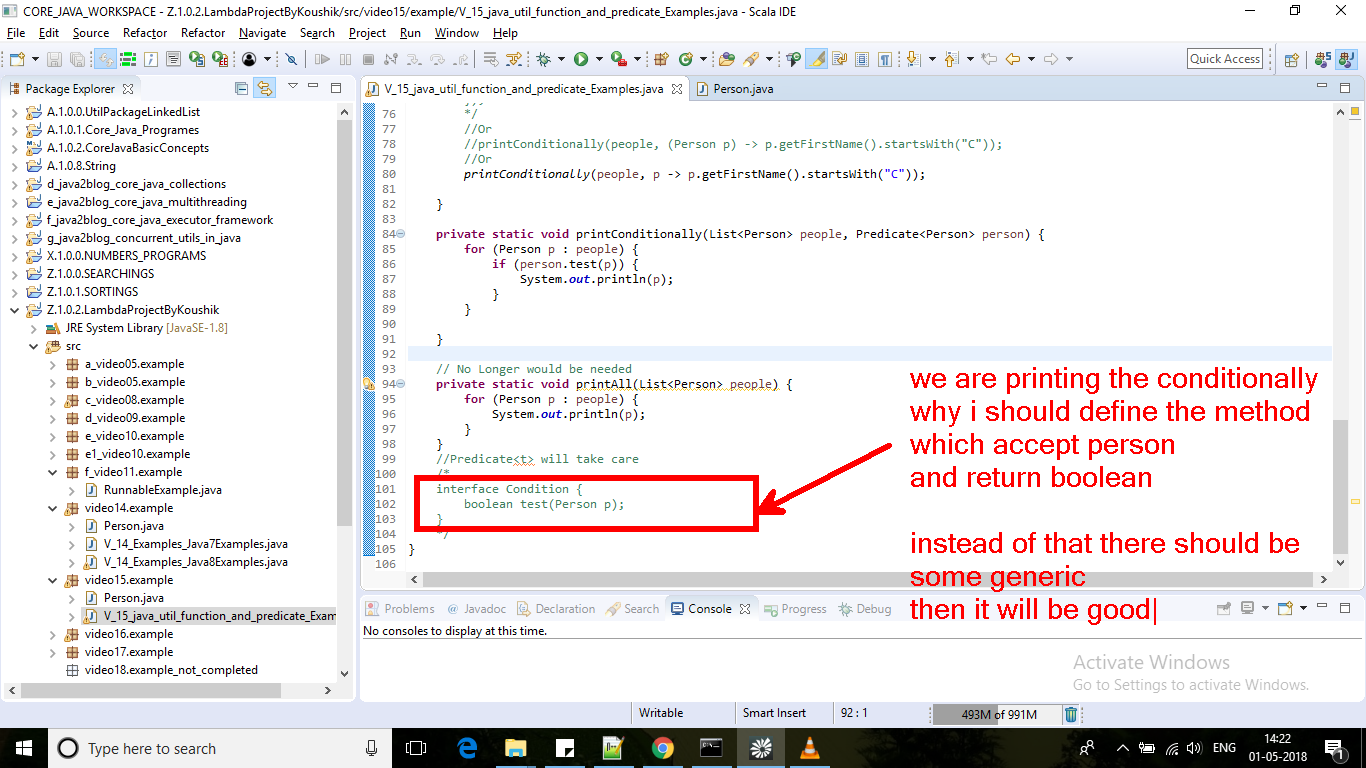 CORE_JAVA_WORKSPACE - Z.1.0.2.LambdaProjectByKoushik/src/video15/example/V_15_java_util_function_and_predicate_Examples.java - Scala IDE
File Edit Source Refactor Refactor Navigate Search Project Run Window Help
Quick Access
Package Explorer
V_15_java_util_function_and_predicate_Examples.java
Person.java
A.1.0.0.UtilPackageLinkedList
A.1.0.1.Core_Java_Programes
A.1.0.2.CoreJavaBasicConcepts
A.1.0.8.String
d_java2blog_core_java_collections
e_java2blog_core_java_multithreading
f_java2blog_core_java_executor_framework
g_java2blog_concurrent_utils_in_java
X.1.0.0.NUMBERS_PROGRAMS
Z.1.0.0.SEARCHINGS
Z.1.0.1.SORTINGS
Z.1.0.2.LambdaProjectByKoushik
JRE System Library [JavaSE-1.8]
src
a_video05.example
b_video05.example
c_video08.example
d_video09.example
e_video10.example
e1_video10.example
f_video11.example
RunnableExample.java
video14.example
Person.java
V_14_Examples_Java7Examples.java
V_14_Examples_Java8Examples.java
video15.example
Person.java
V_15_java_util_function_and_predicate_Exam
video16.example
video17.example
video18.example_not_completed
76 */
77 //Or
78 //printConditionally(people, (Person p) -> p.getFirstName().startsWith("C"));
79 //Or
80 printConditionally(people, p -> p.getFirstName().startsWith("C"));
81
82 }
83
84 private static void printConditionally(List<Person> people, Predicate<Person> person) {
85 for (Person p : people) {
86 if (person.test(p)) {
87 System.out.println(p);
88 }
89 }
90
91 }
92
93 // No Longer would be needed
94 private static void printAll(List<Person> people) {
95 for (Person p : people) {
96 System.out.println(p);
97 }
98 }
99 //Predicate<t> will take care
100 /*
101 interface Condition {
102 boolean test(Person p);
103 }
104 */
105 }
106
we are printing the conditionally
why i should define the method
which accept person
and return boolean
instead of that there should be
some generic
then it will be good|
Problems @ Javadoc Declaration Search Console Progress Debug
No consoles to display at this time.
Activate Windows
Go to Settings to activate Windows.
Writable Smart Insert 92 : 1 493M of 991M
Type here to search
ENG
14:22
01-05-2018
1